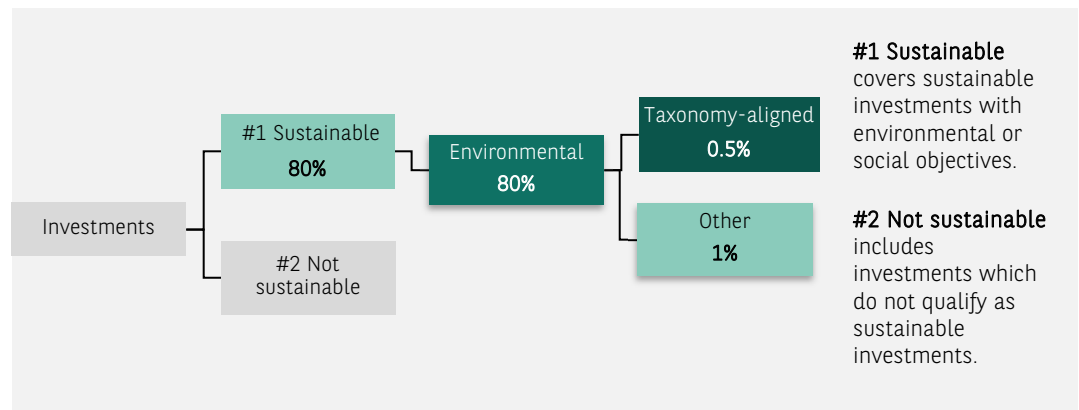 Investments
#1 Sustainable
80%
#2 Not
sustainable
Environmental
80%
Taxonomy-aligned
0.5%
Other
1%
#1 Sustainable
covers sustainable
investments with
environmental or
social objectives.
#2 Not sustainable
includes
investments which
do not qualify as
sustainable
investments.